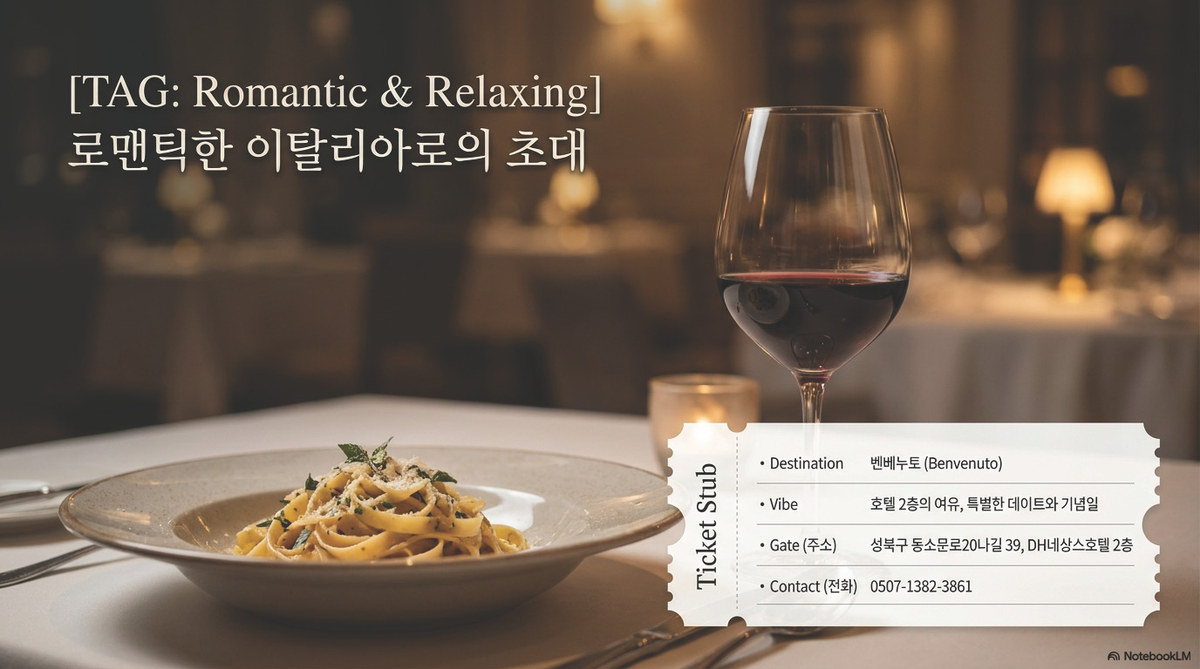 [TAG: Romantic & Relaxing]
로맨틱한 이탈리아로의 초대
Ticket Stub
• Destination 벤베누토 (Benvenuto)
• Vibe 호텔 2층의 여유, 특별한 데이트와 기념일
• Gate (주소) 성북구 동소문로20나길 39, DH네상스호텔 2층
• Contact (전화) 0507-1382-3861
NotebookLM